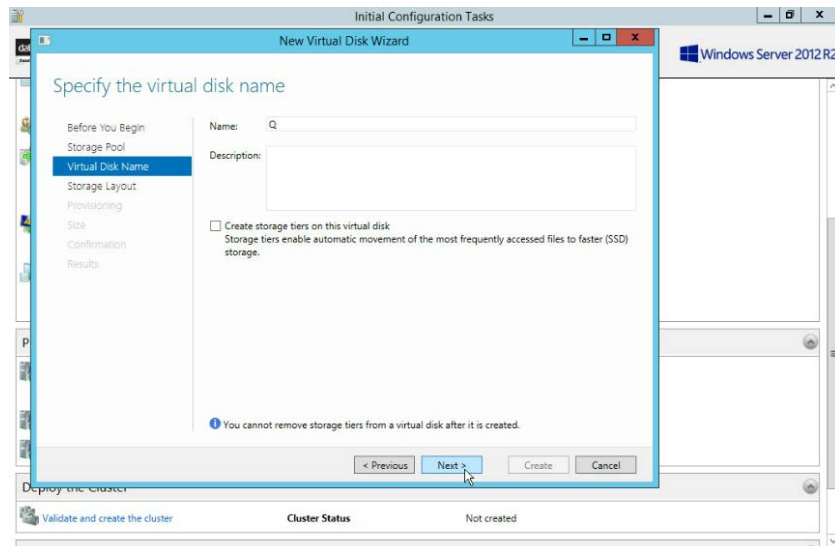 Initial Configuration Tasks
New Virtual Disk Wizard
Windows Server 2012 R2
Specify the virtual disk name
Before You Begin
Storage Pool
Virtual Disk Name
Storage Layout
Provisioning
Size
Confirmation
Results
Name: Q
Description:
Create storage tiers on this virtual disk
Storage tiers enable automatic movement of the most frequently accessed files to faster (SSD)
storage.
You cannot remove storage tiers from a virtual disk after it is created.
< Previous Next > Create Cancel
Deploy the Cluster
Validate and create the cluster Cluster Status Not created